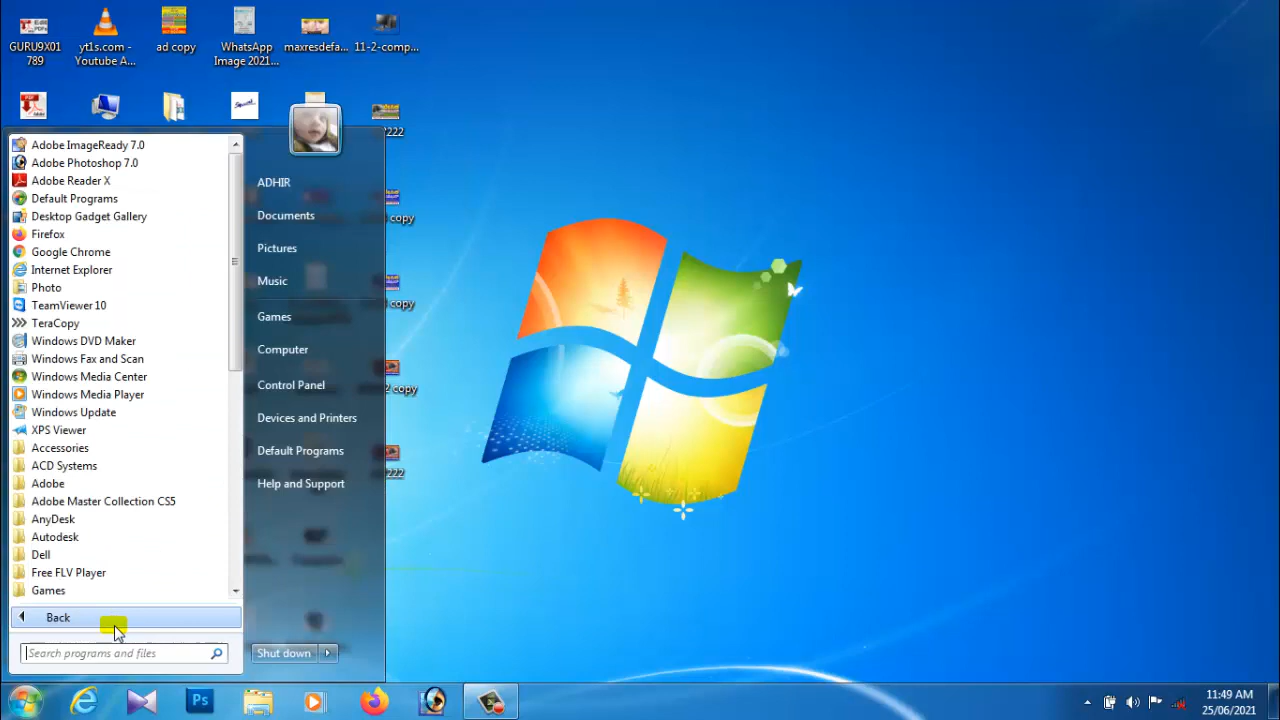 GURU9X01
789
yt1s.com -
Youtube A...
ad copy
WhatsApp
Image 2021...
maxresdefa...
11-2-comp...
222
copy
copy
2 copy
222
Adobe ImageReady 7.0
Adobe Photoshop 7.0
Adobe Reader X
Default Programs
Desktop Gadget Gallery
Firefox
Google Chrome
Internet Explorer
Photo
TeamViewer 10
TeraCopy
Windows DVD Maker
Windows Fax and Scan
Windows Media Center
Windows Media Player
Windows Update
XPS Viewer
Accessories
ACD Systems
Adobe
Adobe Master Collection CS5
AnyDesk
Autodesk
Dell
Free FLV Player
Games
Back
Search programs and files
ADHIR
Documents
Pictures
Music
Games
Computer
Control Panel
Devices and Printers
Default Programs
Help and Support
Shut down
Ps
11:49 AM
25/06/2021